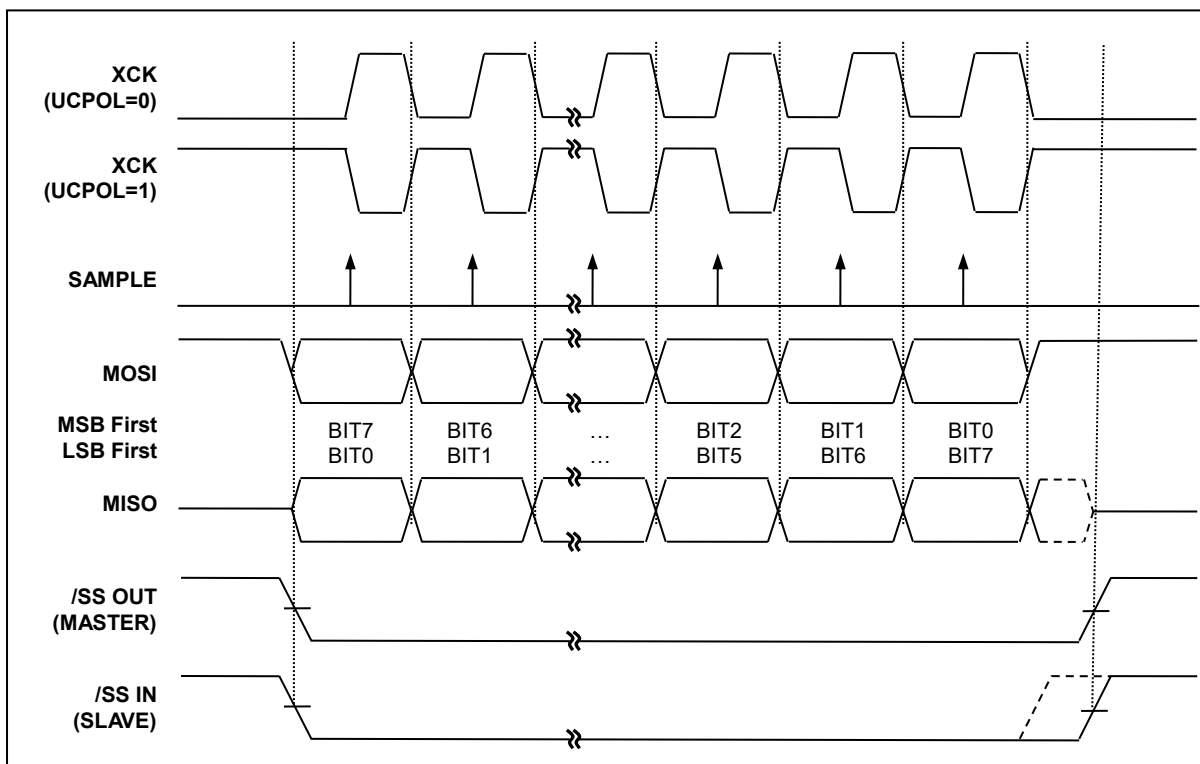 XCK
(UCPOL=0)
XCK
(UCPOL=1)
SAMPLE
MOSI
MSB First
LSB First
BIT7 BIT6 … BIT2 BIT1 BIT0
BIT0 BIT1 … BIT5 BIT6 BIT7
MISO
/SS OUT
(MASTER)
/SS IN
(SLAVE)